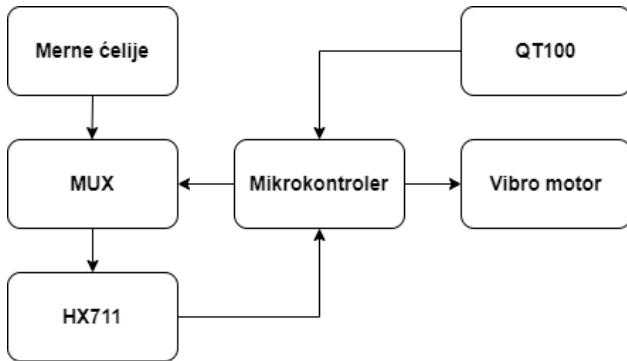 Merne ćelije
QT100
MUX
Mikrokontroler
Vibro motor
HX711